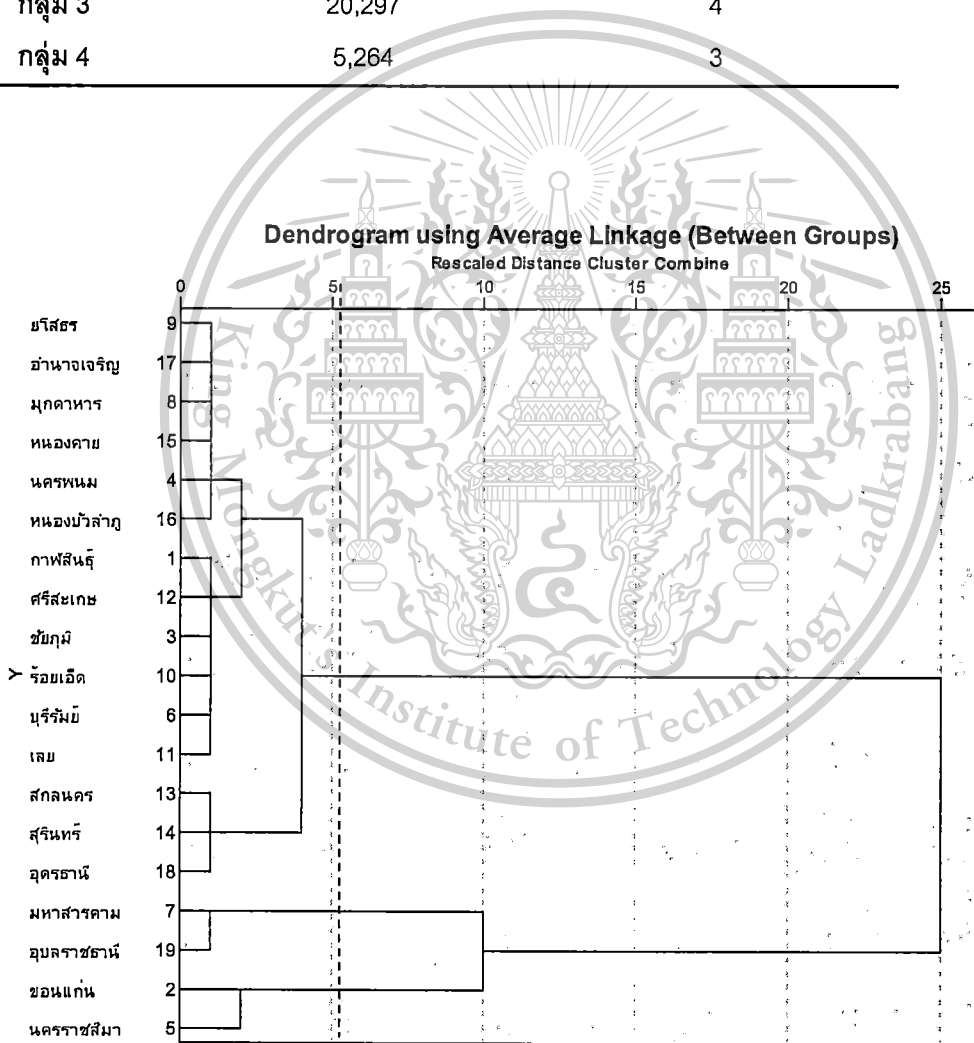 กลุ่ม 3 20,297 4
กลุ่ม 4 5,264 3
Dendrogram using Average Linkage (Between Groups)
Rescaled Distance Cluster Combine
0 5 10 15 20 25
ยโสธร 9
อำนาจเจริญ 17
มุกดาหาร 8
หนองคาย 15
นครพนม 4
หนองบัวลำภู 16
กาฬสินธุ์ 1
ศรีสะเกษ 12
ชัยภูมิ 3
Y ร้อยเอ็ด 10
บุรีรัมย์ 6
เลย 11
สกลนคร 13
สุรินทร์ 14
อุดรธานี 18
มหาสารคาม 7
อุบลราชธานี 19
ขอนแก่น 2
นครราชสีมา 5
King Mongkut's Institute of Technology Ladkrabang